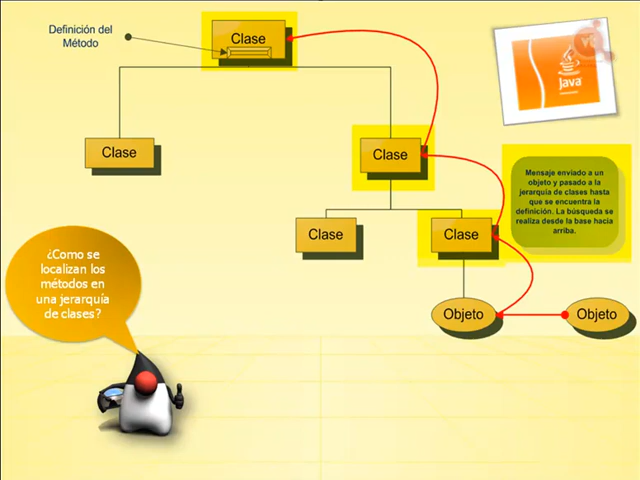 Definición del
Método
Clase
Java
Clase
Clase
Mensaje enviado a un
objeto y pasado a la
jerarquía de clases hasta
que se encuentra la
definición. La búsqueda se
realiza desde la base hacia
arriba.
Clase
Clase
¿Como se
localizan los
métodos en
una jerarquía
de clases?
Objeto
Objeto